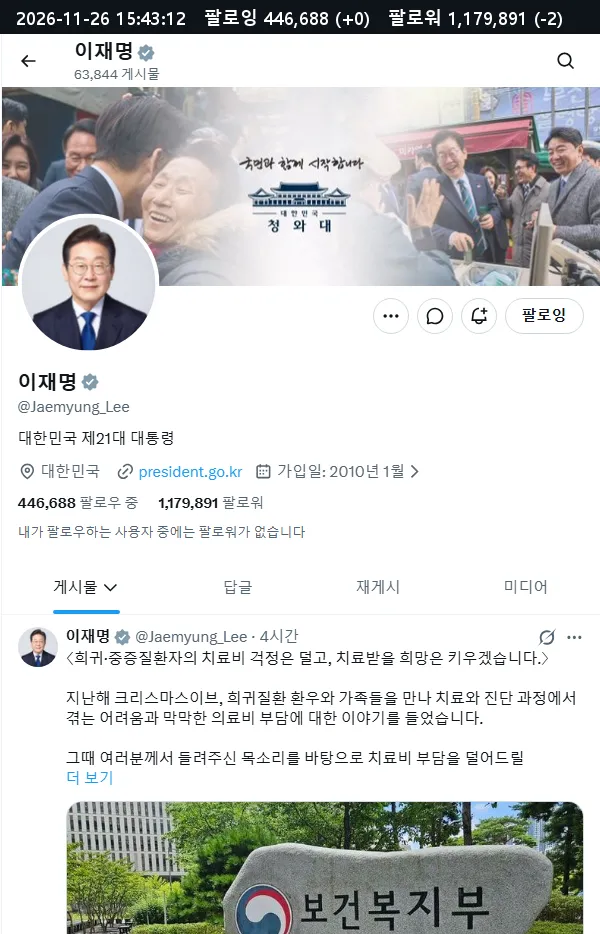 2026-11-26 15:43:12 팔로잉 446,688 (+0) 팔로워 1,179,891 (-2)
이재명
63,844 게시물
국민과 함께 시작합니다
대한민국
청와대
팔로잉
이재명
@Jaemyung_Lee
대한민국 제21대 대통령
대한민국 president.go.kr 가입일: 2010년 1월
446,688 팔로우 중 1,179,891 팔로워
내가 팔로우하는 사용자 중에는 팔로워가 없습니다
게시물 답글 재게시 미디어
이재명 @Jaemyung_Lee · 4시간
〈희귀·중증질환자의 치료비 걱정은 덜고, 치료받을 희망은 키우겠습니다.〉
지난해 크리스마스이브, 희귀질환 환우와 가족들을 만나 치료와 진단 과정에서
겪는 어려움과 막막한 의료비 부담에 대한 이야기를 들었습니다.
그때 여러분께서 들려주신 목소리를 바탕으로 치료비 부담을 덜어드릴
더 보기
보건복지부